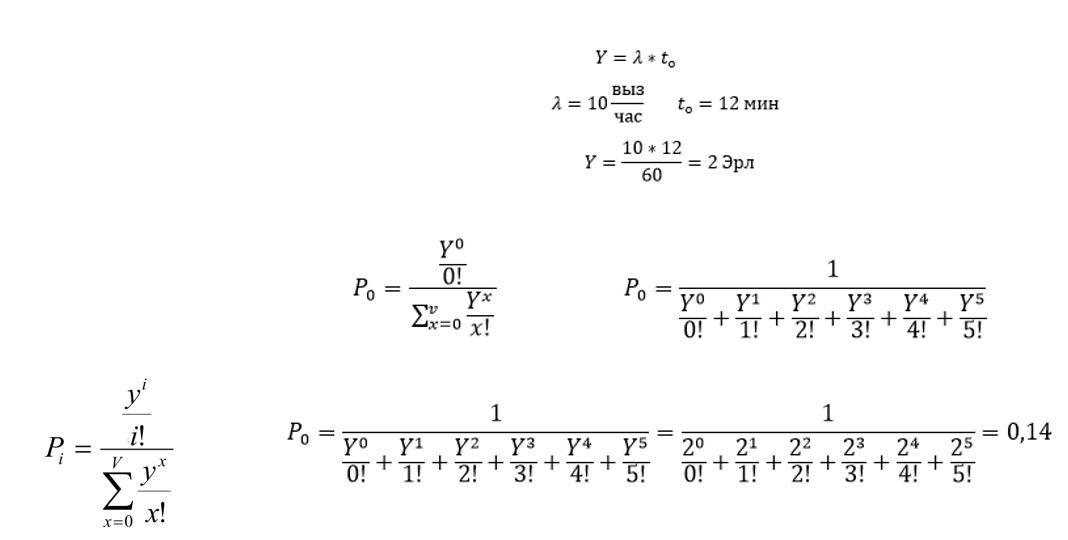 Y = λ ∗ tₒ
λ = 10 выз/час    tₒ = 12 мин
Y = (10 ∗ 12)/60 = 2 Эрл
P₀ = (Y⁰/0!)/(∑ᵥₓ₌₀ Yˣ/x!)    P₀ = 1/(Y⁰/0! + Y¹/1! + Y²/2! + Y³/3! + Y⁴/4! + Y⁵/5!)
Pᵢ = (yⁱ/i!)/(∑_{x=0}^{V} yˣ/x!)    P₀ = 1/(Y⁰/0! + Y¹/1! + Y²/2! + Y³/3! + Y⁴/4! + Y⁵/5!) = 1/(2⁰/0! + 2¹/1! + 2²/2! + 2³/3! + 2⁴/4! + 2⁵/5!) = 0,14